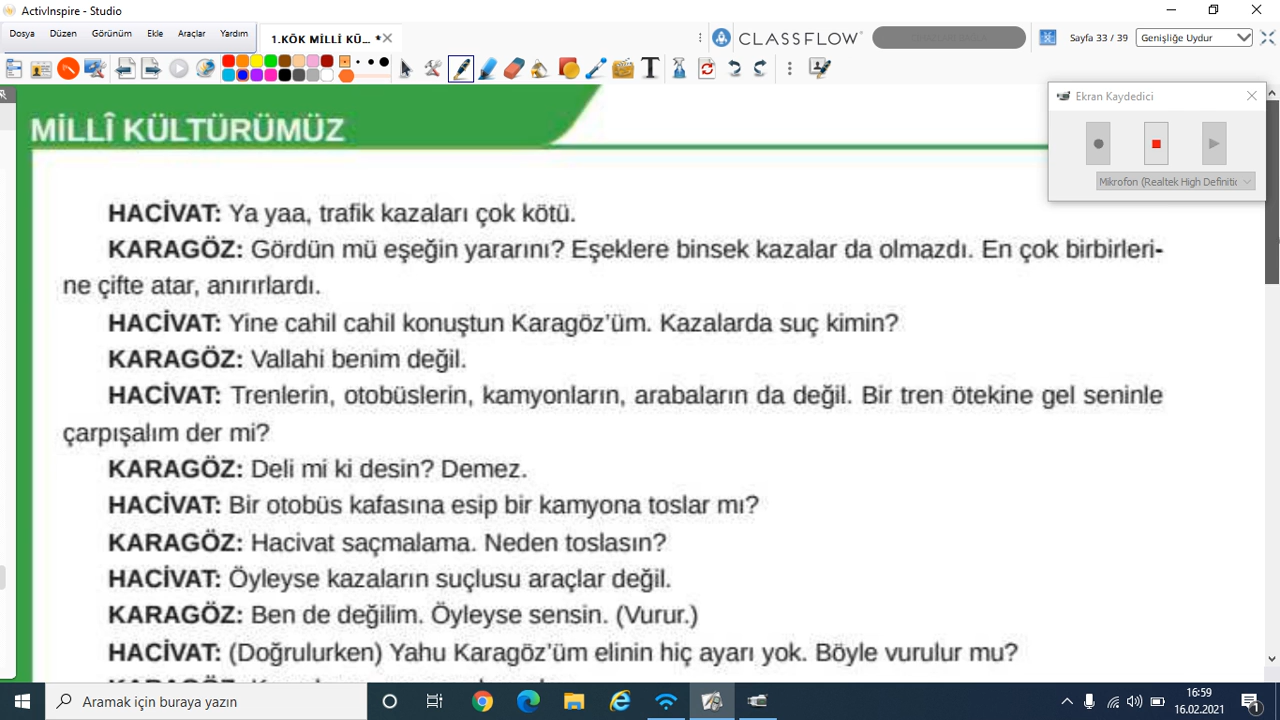 ActivInspire - Studio
Dosya Düzen Görünüm Ekle Araçlar Yardım
1.KÖK MİLLİ KÜ... *
CLASSFLOW
Sayfa 33 / 39
Genişliğe Uydur
Ekran Kaydedici
Mikrofon (Realtek High Definitic
MİLLÎ KÜLTÜRÜMÜZ
HACİVAT: Ya yaa, trafik kazaları çok kötü.
KARAGÖZ: Gördün mü eşeğin yararını? Eşeklere binsek kazalar da olmazdı. En çok birbirleri-
ne çifte atar, anırırlardı.
HACİVAT: Yine cahil cahil konuştun Karagöz'üm. Kazalarda suç kimin?
KARAGÖZ: Vallahi benim değil.
HACİVAT: Trenlerin, otobüslerin, kamyonların, arabaların da değil. Bir tren ötekine gel seninle
çarpışalım der mi?
KARAGÖZ: Deli mi ki desin? Demez.
HACİVAT: Bir otobüs kafasına esip bir kamyona toslar mı?
KARAGÖZ: Hacivat saçmalama. Neden toslasın?
HACİVAT: Öyleyse kazaların suçlusu araçlar değil.
KARAGÖZ: Ben de değilim. Öyleyse sensin. (Vurur.)
HACİVAT: (Doğrulurken) Yahu Karagöz'üm elinin hiç ayarı yok. Böyle vurulur mu?
Aramak için buraya yazın
16:59
16.02.2021
1